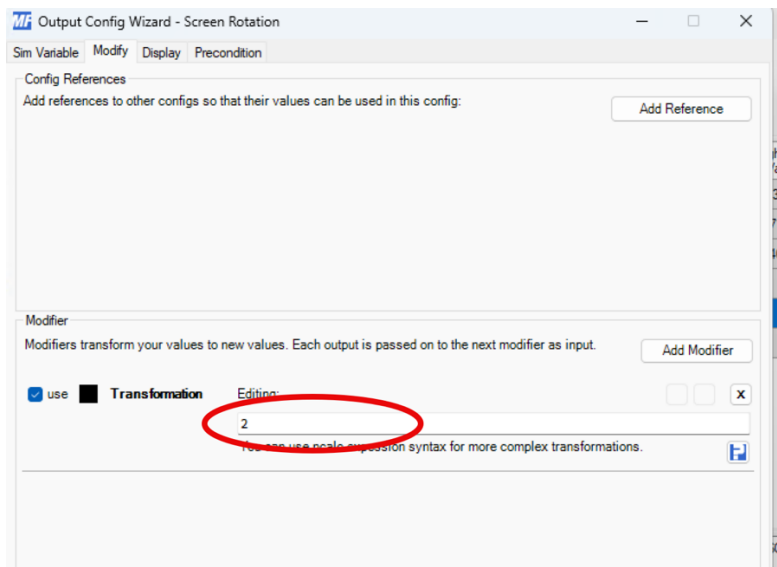 MF Output Config Wizard - Screen Rotation
Sim Variable Modify Display Precondition
Config References
Add references to other configs so that their values can be used in this config:
Add Reference
Modifier
Modifiers transform your values to new values. Each output is passed on to the next modifier as input.
Add Modifier
use Transformation Editing: X
2
You can use ncalc expession syntax for more complex transformations.